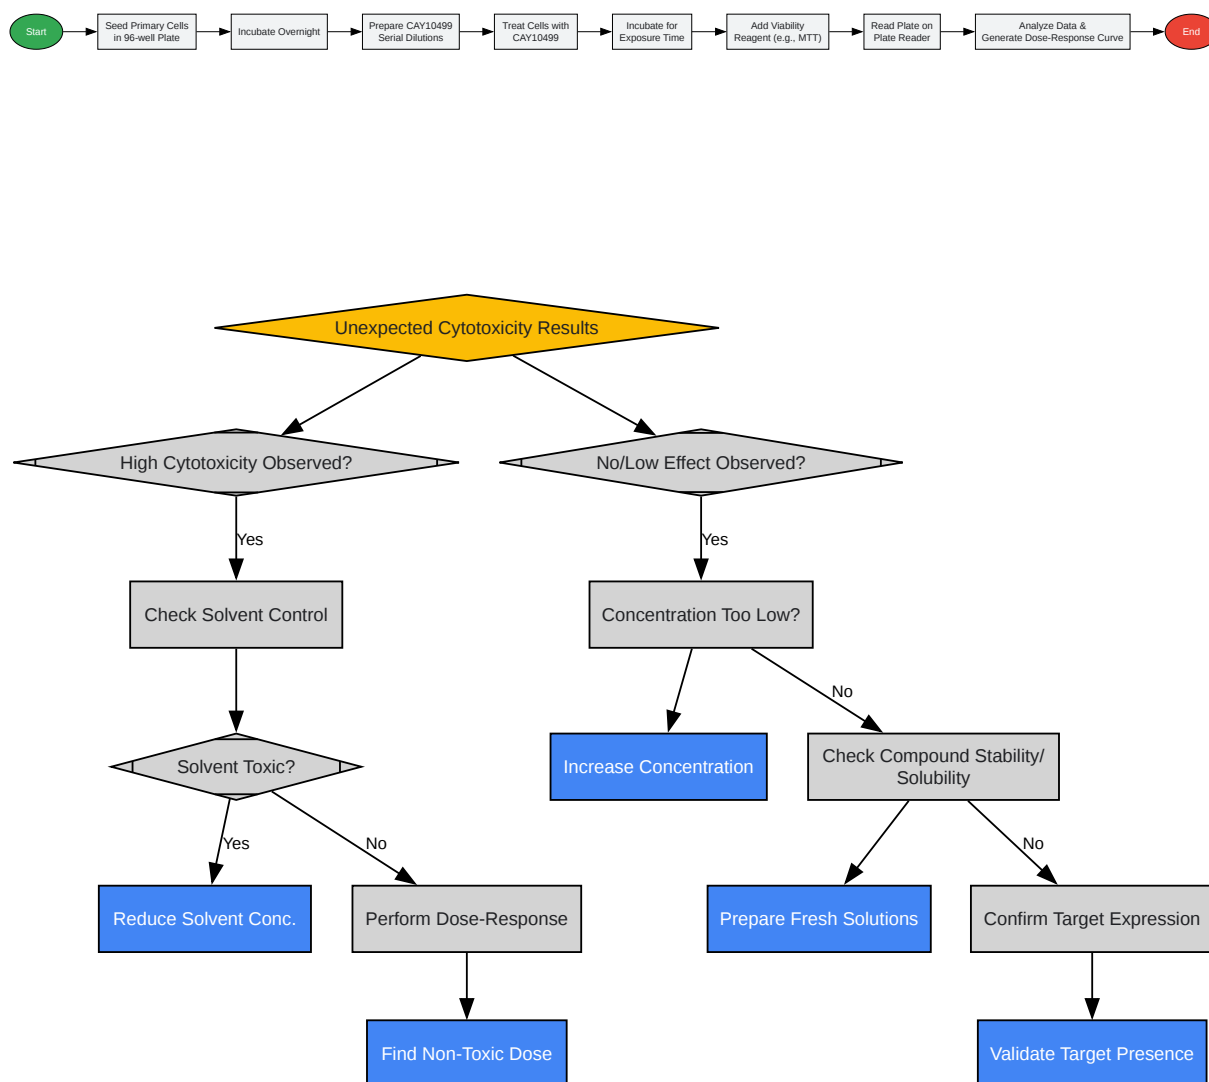 Start
Seed Primary Cells
in 96-well Plate
Incubate Overnight
Prepare CAY10499
Serial Dilutions
Treat Cells with
CAY10499
Incubate for
Exposure Time
Add Viability
Reagent (e.g., MTT)
Read Plate on
Plate Reader
Analyze Data &
Generate Dose-Response Curve
End
Unexpected Cytotoxicity Results
High Cytotoxicity Observed?
No/Low Effect Observed?
Yes
Yes
Check Solvent Control
Concentration Too Low?
No
Solvent Toxic?
Increase Concentration
Check Compound Stability/
Solubility
Yes
No
No
Reduce Solvent Conc.
Perform Dose-Response
Prepare Fresh Solutions
Confirm Target Expression
Find Non-Toxic Dose
Validate Target Presence